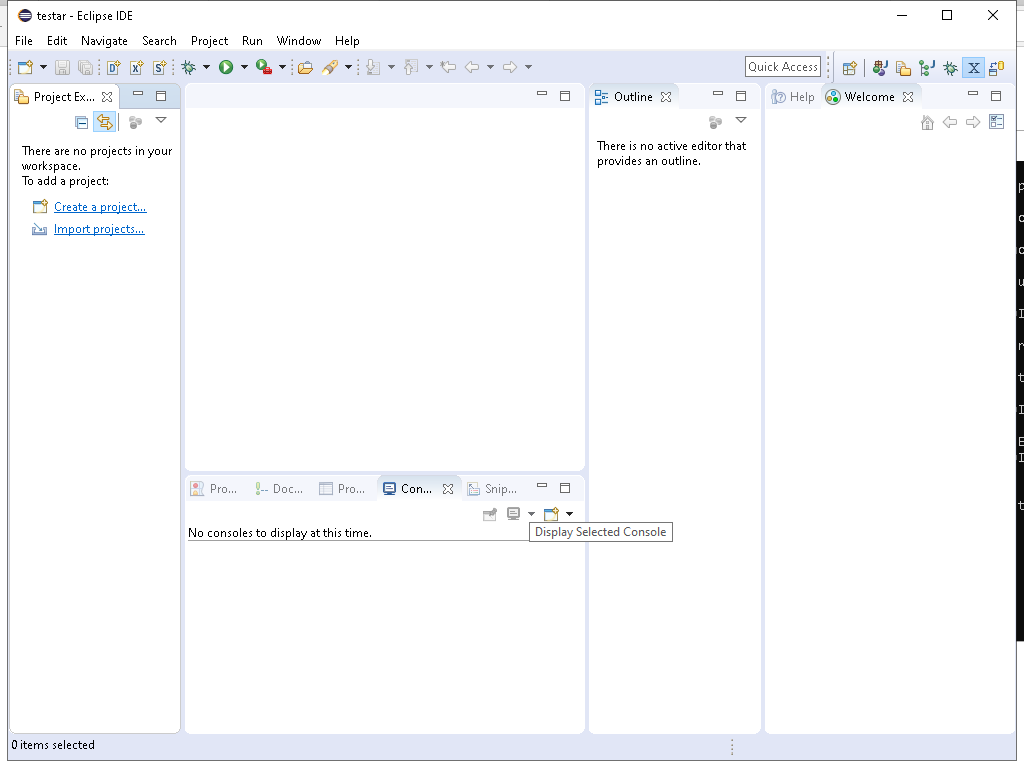 testar - Eclipse IDE
File Edit Navigate Search Project Run Window Help
Quick Access
Project Ex...
Outline
Help
Welcome
There are no projects in your
workspace.
To add a project:
Create a project...
Import projects...
There is no active editor that
provides an outline.
Pro...
Doc...
Pro...
Con...
Snip...
No consoles to display at this time.
Display Selected Console
0 items selected